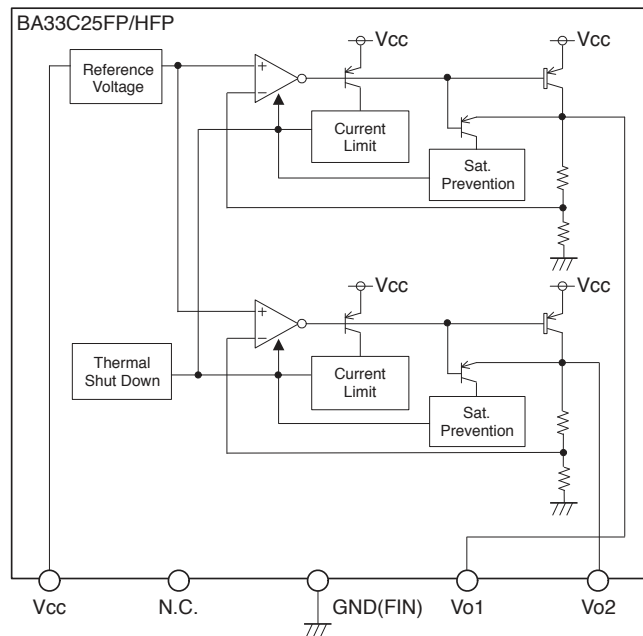 BA33C25FP/HFP
Vcc
Vcc
Reference
Voltage
+
−
Current
Limit
Sat.
Prevention
Vcc
Vcc
+
−
Thermal
Shut Down
Current
Limit
Sat.
Prevention
Vcc
N.C.
GND(FIN)
Vo1
Vo2